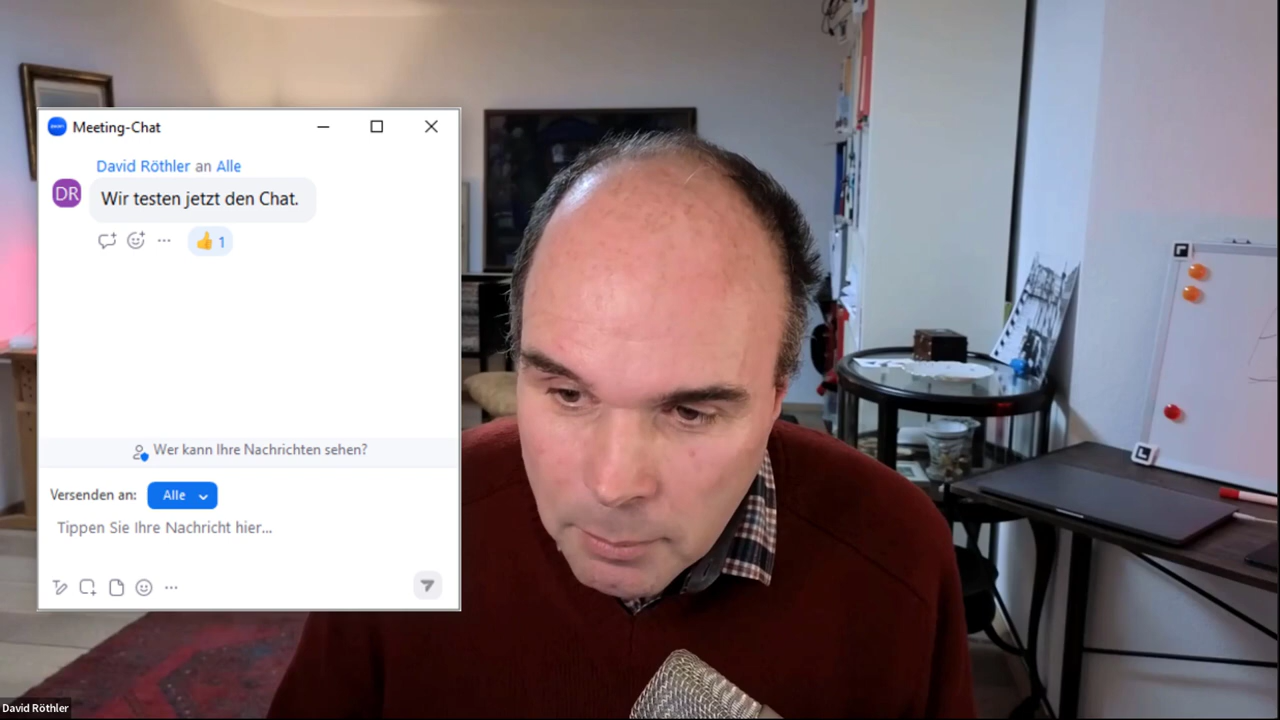 Meeting-Chat
David Röthler an Alle
DR
Wir testen jetzt den Chat.
👍 1
Wer kann Ihre Nachrichten sehen?
Versenden an: Alle
Tippen Sie Ihre Nachricht hier...
David Röthler